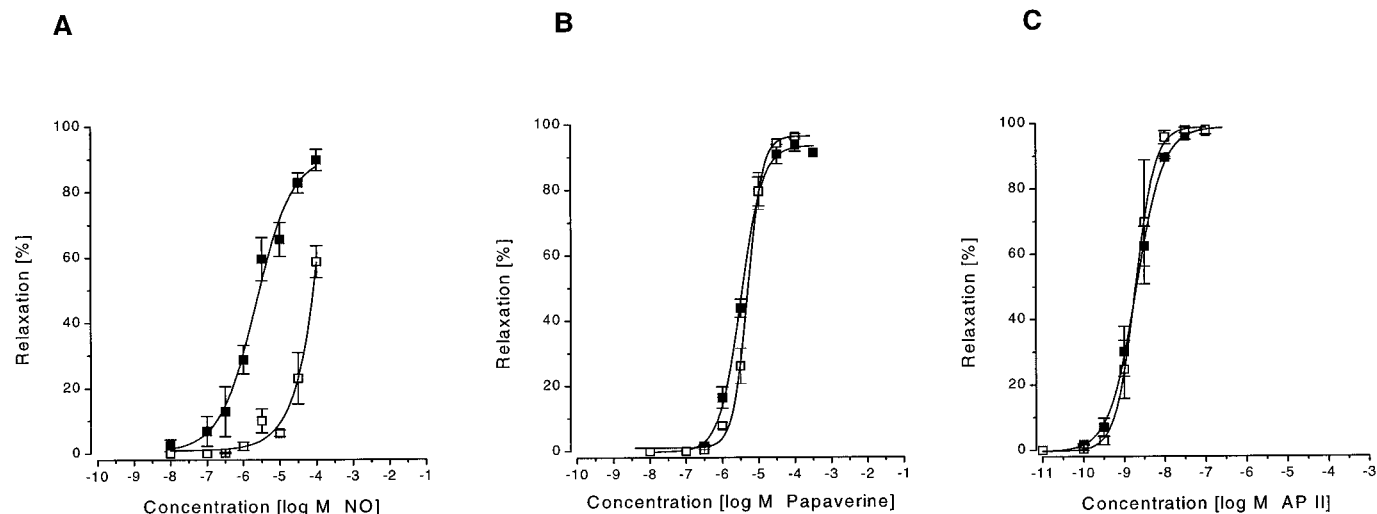 A
B
C
100
80
60
40
20
0
Relaxation [%]
-10 -9 -8 -7 -6 -5 -4 -3 -2 -1
Concentration [log M NO]
100
80
60
40
20
0
Relaxation [%]
-10 -9 -8 -7 -6 -5 -4 -3 -2 -1
Concentration [log M Papaverine]
100
80
60
40
20
0
Relaxation [%]
-11 -10 -9 -8 -7 -6 -5 -4 -3
Concentration [log M AP II]